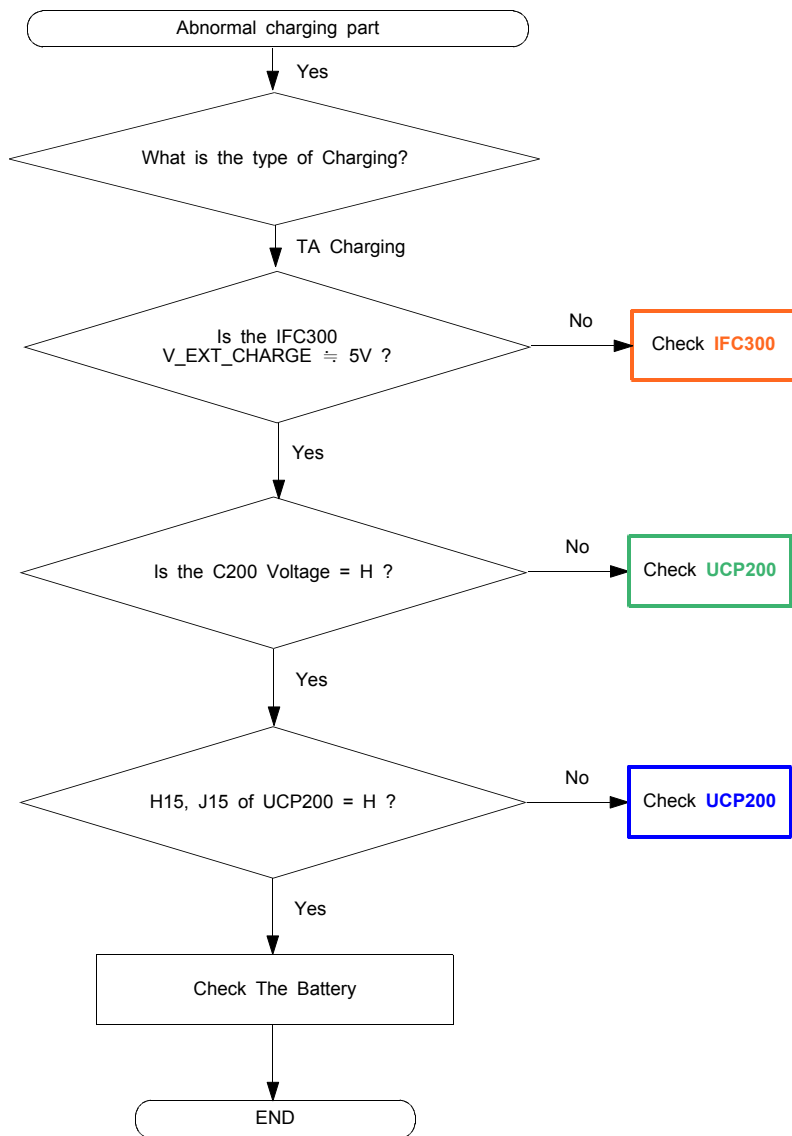 Abnormal charging part
Yes
What is the type of Charging?
TA Charging
Is the IFC300
V_EXT_CHARGE ≒ 5V ?
No
Check IFC300
Yes
Is the C200 Voltage = H ?
No
Check UCP200
Yes
H15, J15 of UCP200 = H ?
No
Check UCP200
Yes
Check The Battery
END